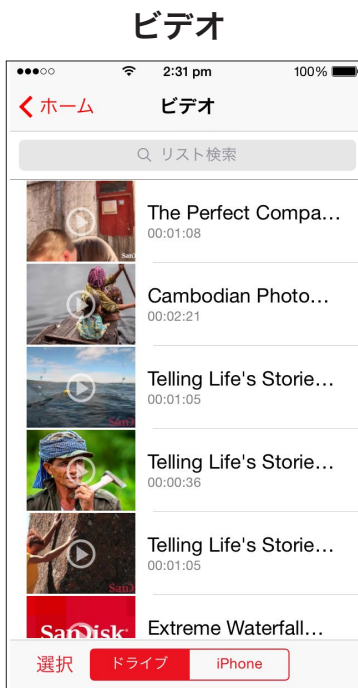 ビデオ
2:31 pm
100%
ホーム
ビデオ
リスト検索
The Perfect Compa...
00:01:08
Cambodian Photo...
00:02:21
Telling Life's Storie...
00:01:05
Telling Life's Storie...
00:00:36
Telling Life's Storie...
00:01:05
SanDisk
Extreme Waterfall...
選択
ドライブ
iPhone